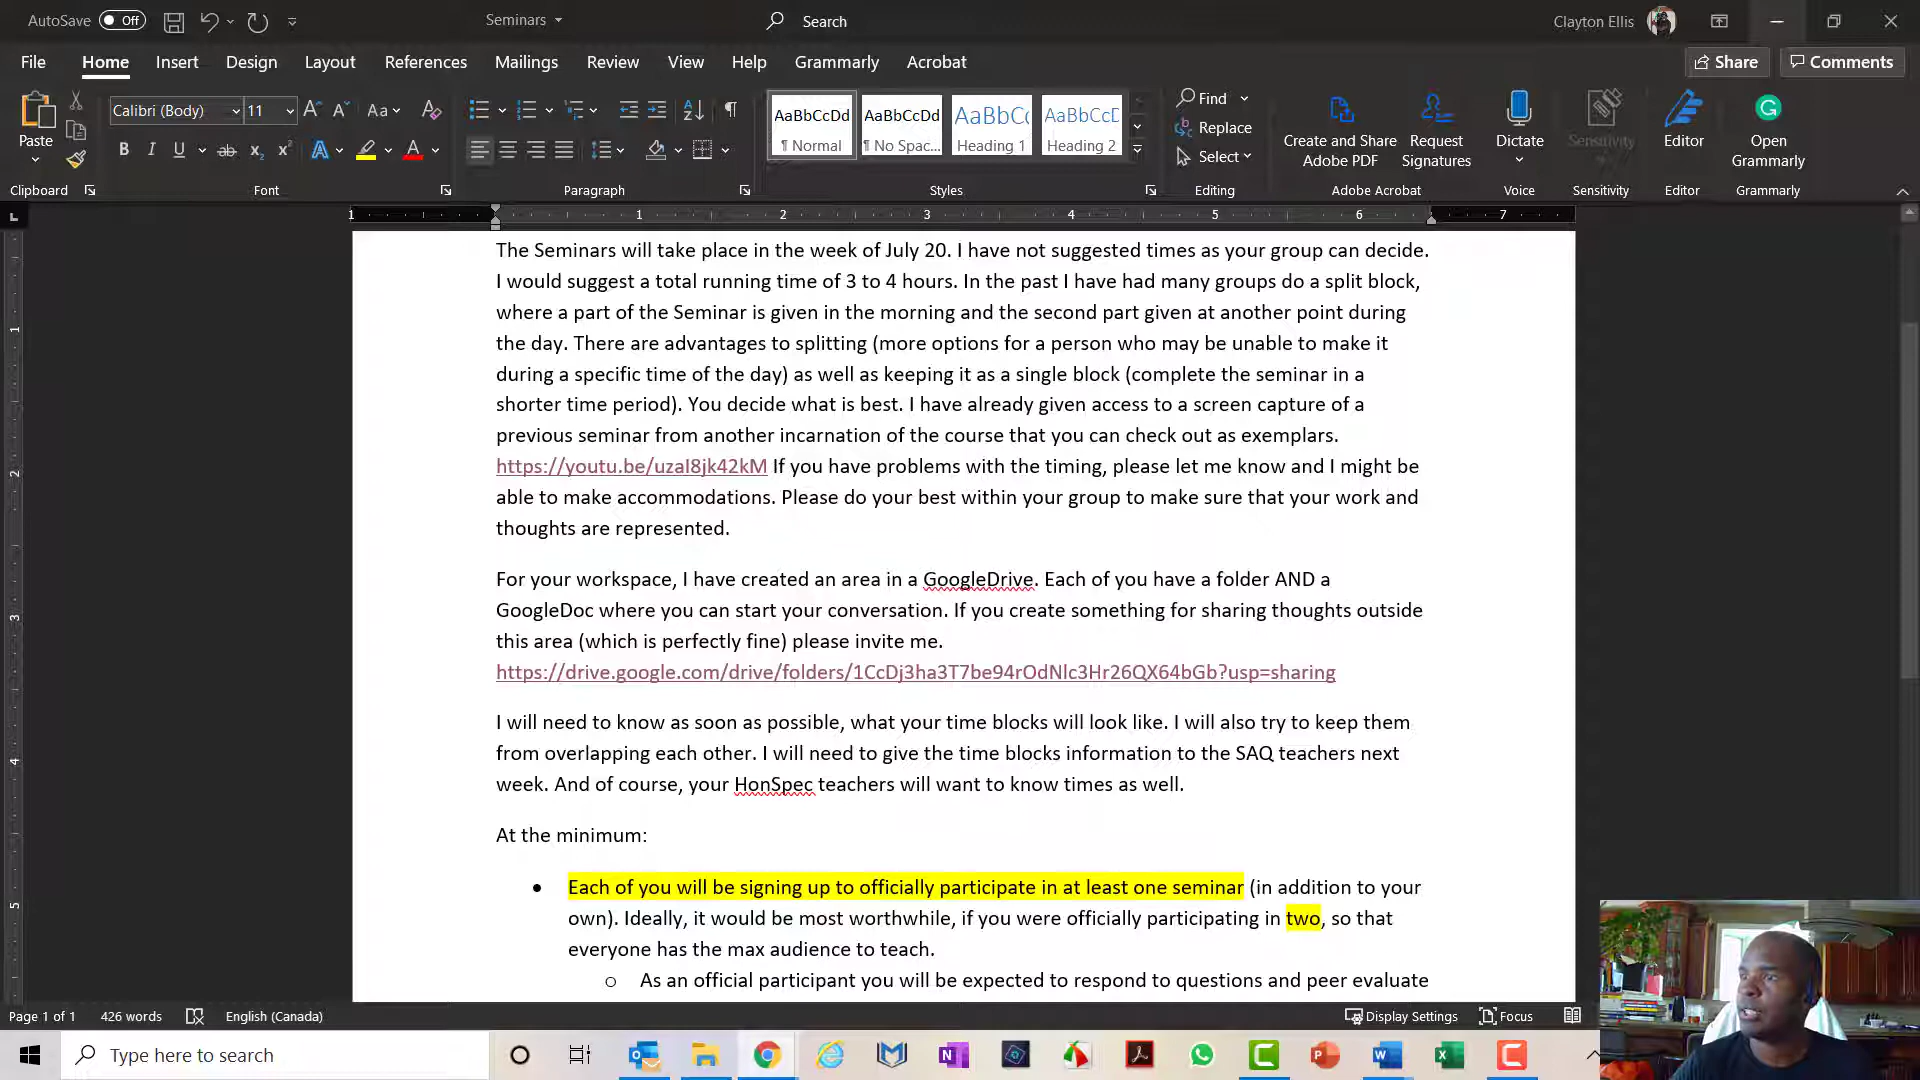 AutoSave Off
Seminars
Search
Clayton Ellis
File Home Insert Design Layout References Mailings Review View Help Grammarly Acrobat Share Comments
Paste
Calibri (Body) 11 Aa
AaBbCcDd AaBbCcDd AaBbC AaBbCcD
¶ Normal ¶ No Spac... Heading 1 Heading 2
Find
Replace
Select
Create and Share Adobe PDF
Request Signatures
Dictate
Sensitivity
Editor
Open Grammarly
Clipboard Font Paragraph Styles Editing Adobe Acrobat Voice Sensitivity Editor Grammarly
1 1 2 3 4 5 6 7
The Seminars will take place in the week of July 20. I have not suggested times as your group can decide.
I would suggest a total running time of 3 to 4 hours. In the past I have had many groups do a split block,
where a part of the Seminar is given in the morning and the second part given at another point during
the day. There are advantages to splitting (more options for a person who may be unable to make it
during a specific time of the day) as well as keeping it as a single block (complete the seminar in a
shorter time period). You decide what is best. I have already given access to a screen capture of a
previous seminar from another incarnation of the course that you can check out as exemplars.
https://youtu.be/uzaI8jk42kM If you have problems with the timing, please let me know and I might be
able to make accommodations. Please do your best within your group to make sure that your work and
thoughts are represented.
For your workspace, I have created an area in a GoogleDrive. Each of you have a folder AND a
GoogleDoc where you can start your conversation. If you create something for sharing thoughts outside
this area (which is perfectly fine) please invite me.
https://drive.google.com/drive/folders/1CcDj3ha3T7be94rOdNlc3Hr26QX64bGb?usp=sharing
I will need to know as soon as possible, what your time blocks will look like. I will also try to keep them
from overlapping each other. I will need to give the time blocks information to the SAQ teachers next
week. And of course, your HonSpec teachers will want to know times as well.
At the minimum:
• Each of you will be signing up to officially participate in at least one seminar (in addition to your
own). Ideally, it would be most worthwhile, if you were officially participating in two, so that
everyone has the max audience to teach.
o As an official participant you will be expected to respond to questions and peer evaluate
Page 1 of 1 426 words English (Canada) Display Settings Focus
Type here to search